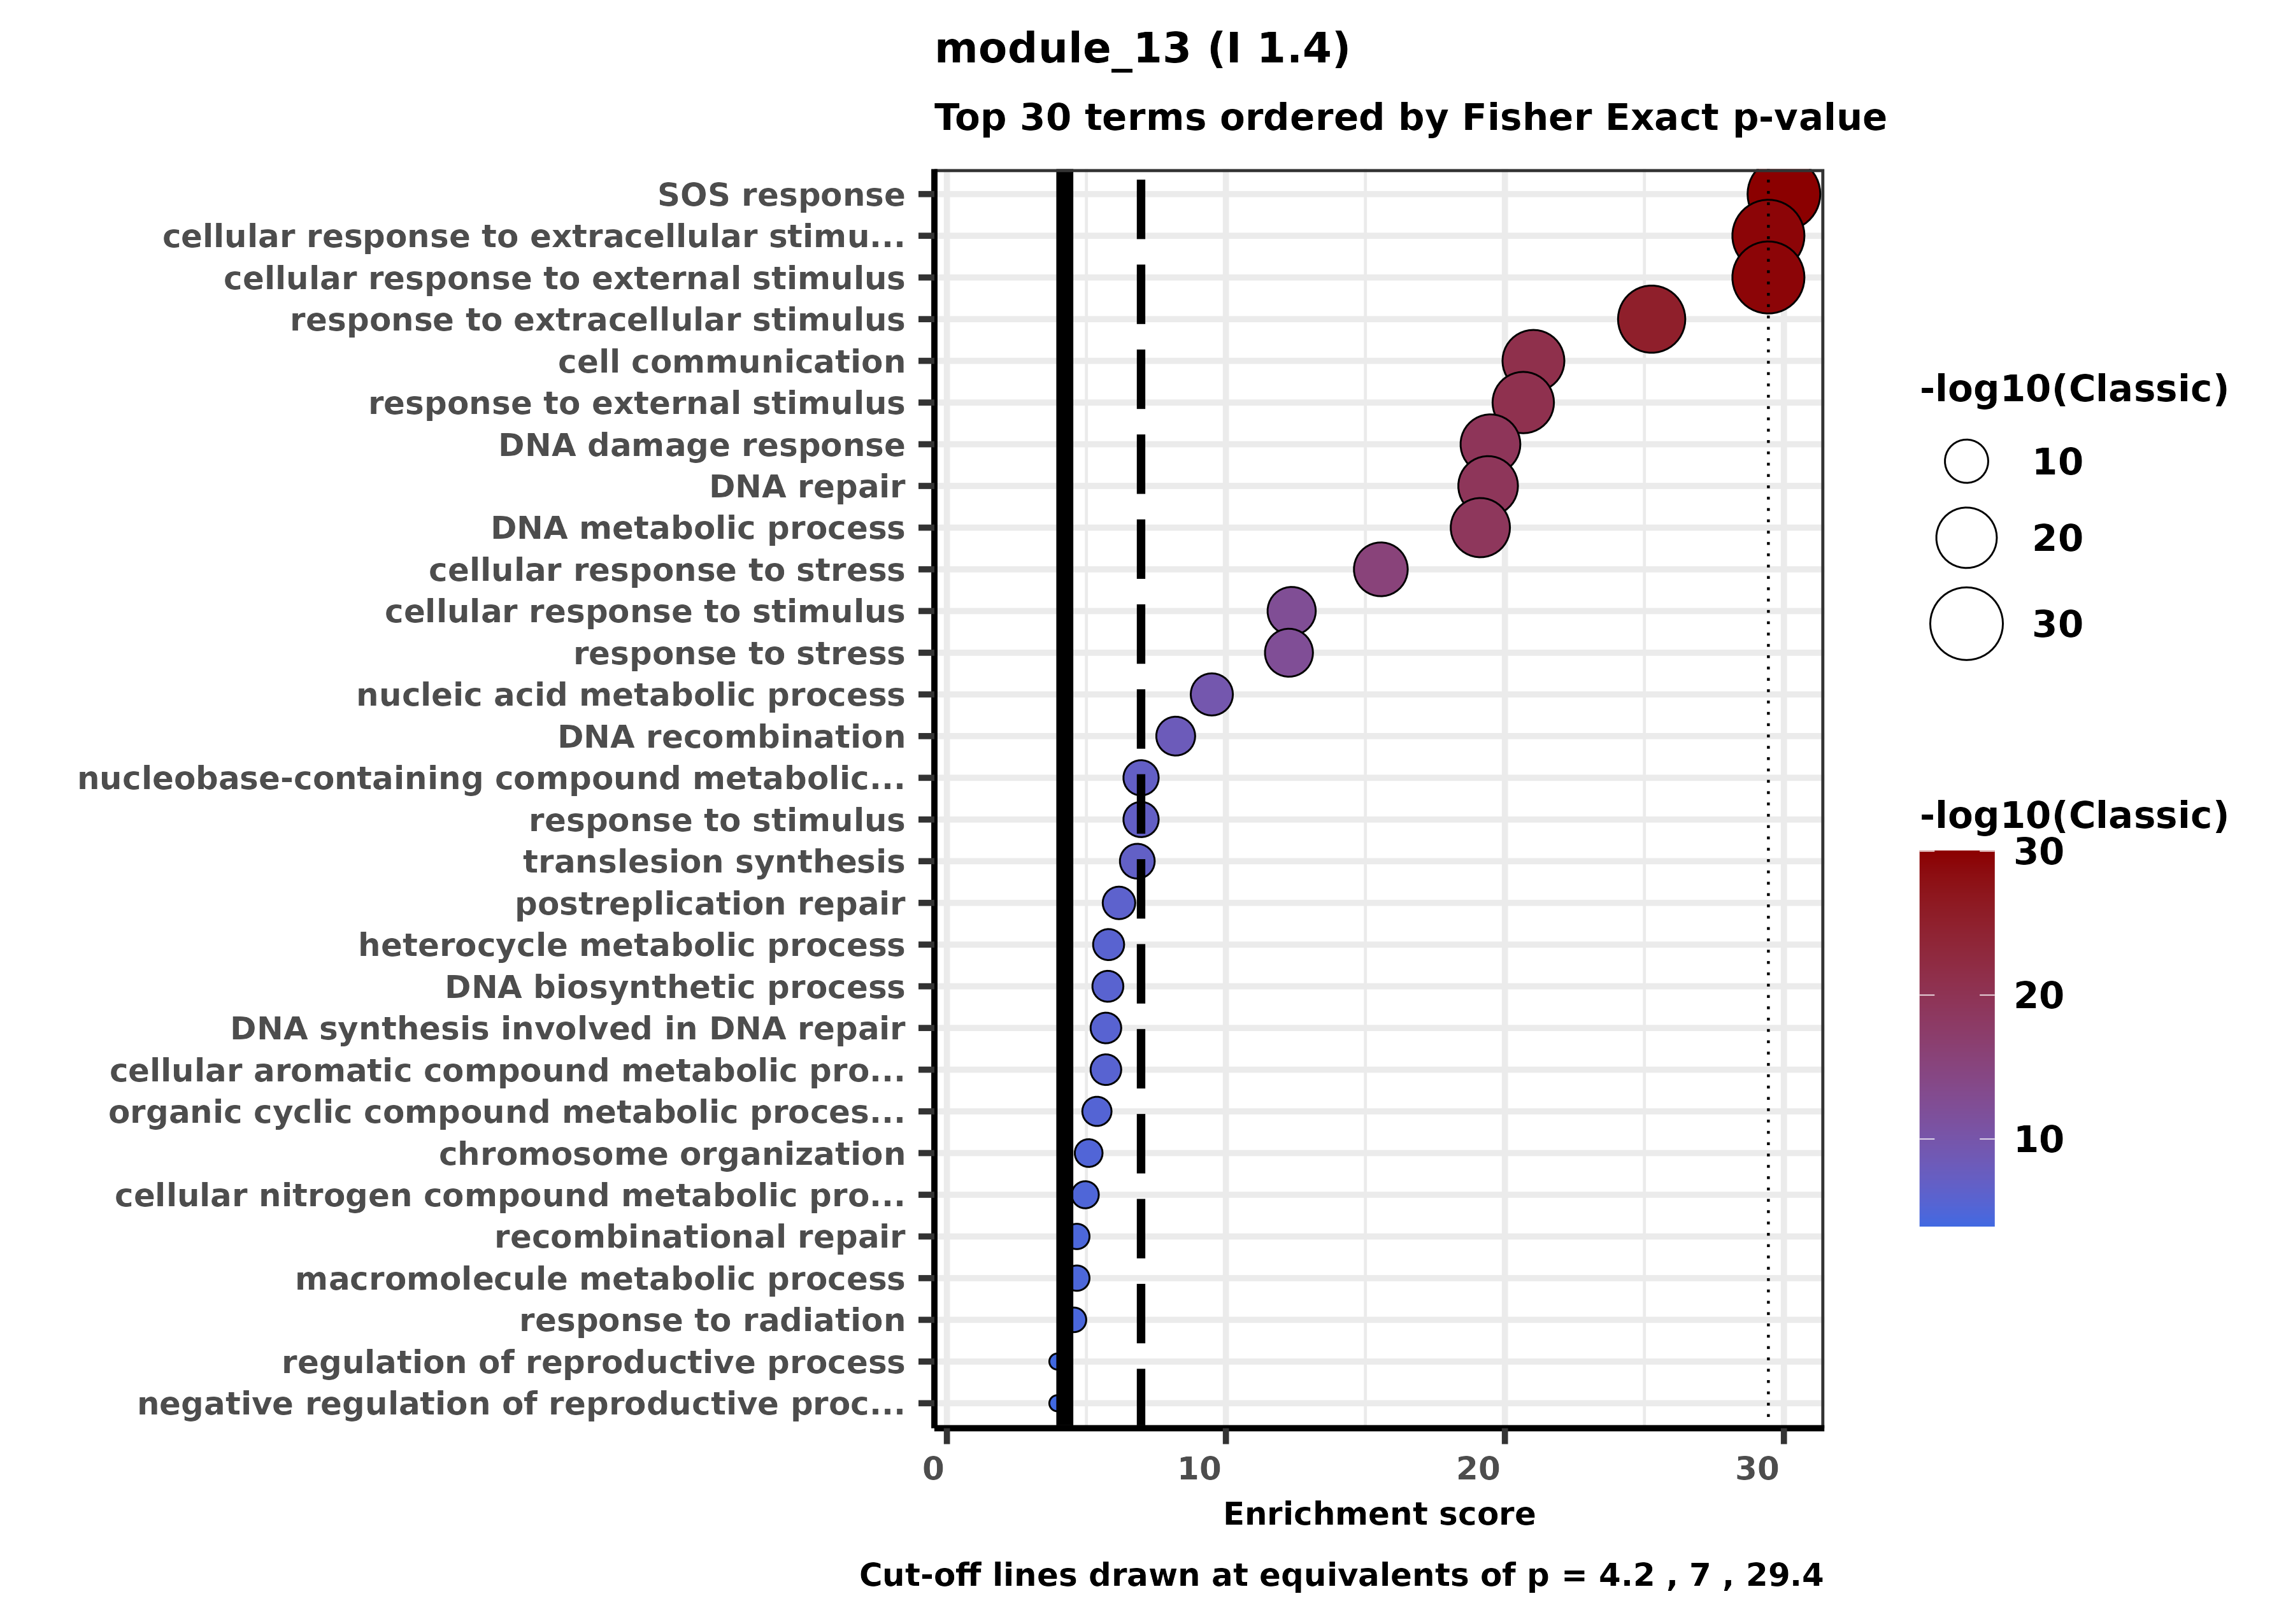 module_13 (I 1.4)
Top 30 terms ordered by Fisher Exact p-value
SOS response
cellular response to extracellular stimu...
cellular response to external stimulus
response to extracellular stimulus
cell communication
response to external stimulus
DNA damage response
DNA repair
DNA metabolic process
cellular response to stress
cellular response to stimulus
response to stress
nucleic acid metabolic process
DNA recombination
nucleobase-containing compound metabolic...
response to stimulus
translesion synthesis
postreplication repair
heterocycle metabolic process
DNA biosynthetic process
DNA synthesis involved in DNA repair
cellular aromatic compound metabolic pro...
organic cyclic compound metabolic proces...
chromosome organization
cellular nitrogen compound metabolic pro...
recombinational repair
macromolecule metabolic process
response to radiation
regulation of reproductive process
negative regulation of reproductive proc...
0 10 20 30
Enrichment score
Cut-off lines drawn at equivalents of p = 4.2 , 7 , 29.4
-log10(Classic)
10
20
30
-log10(Classic)
30
20
10